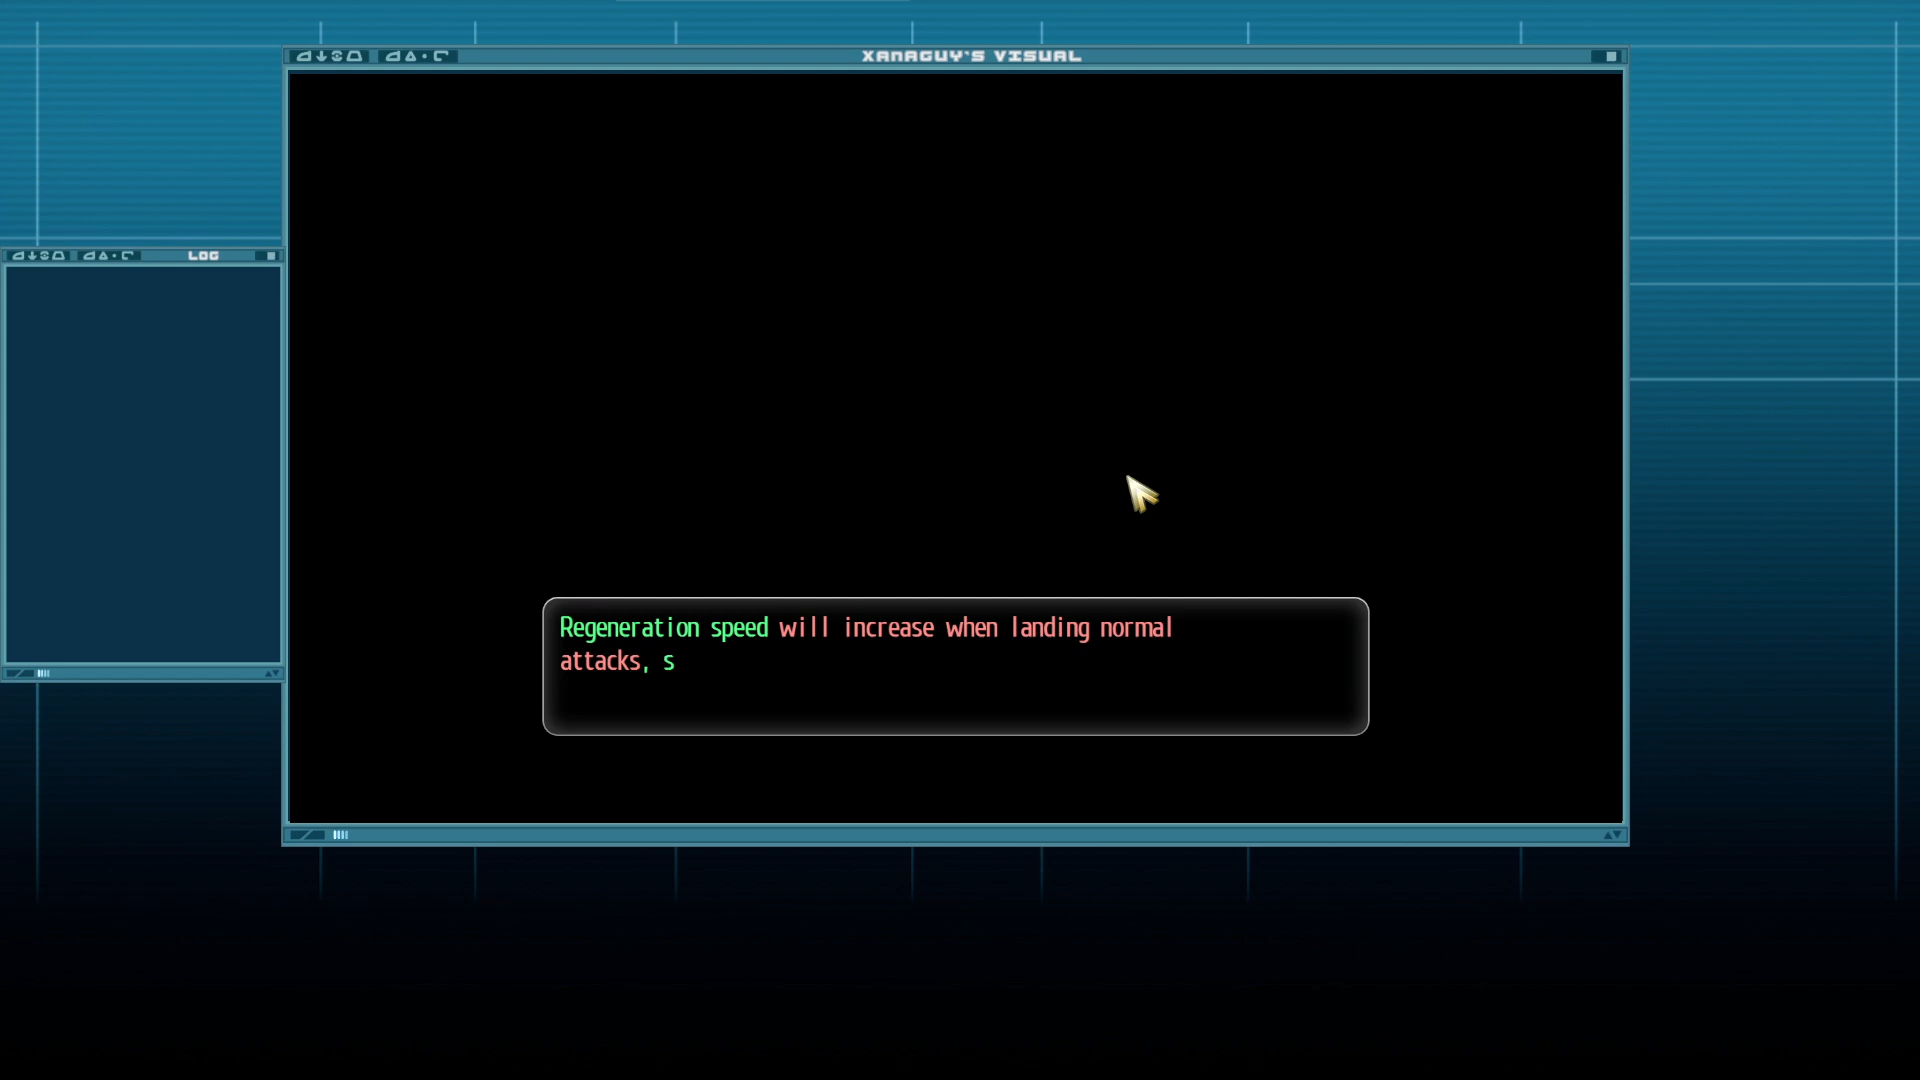 XANAGUY'S VISUAL
LOG
Regeneration speed will increase when landing normal
attacks, s